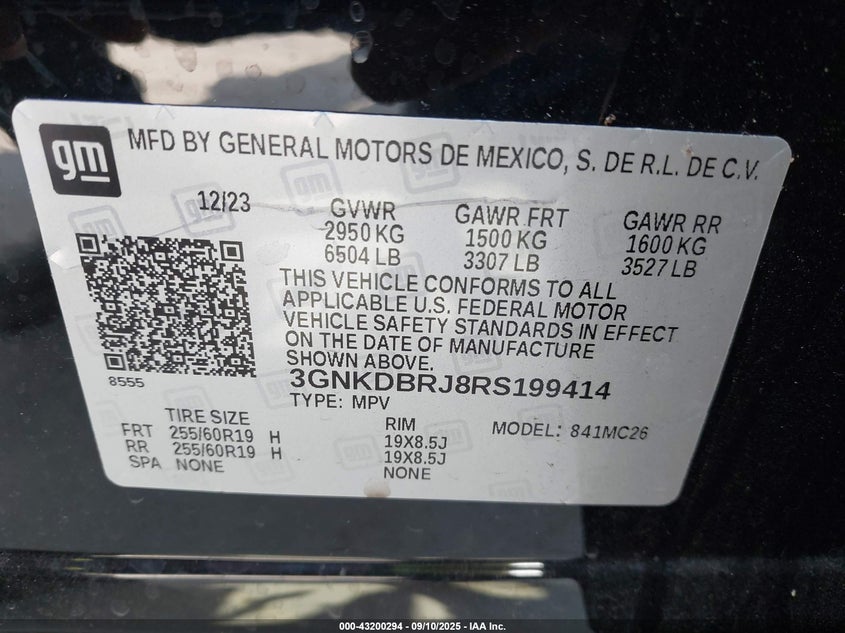 gm
MFD BY GENERAL MOTORS DE MEXICO, S. DE R.L. DE C.V.
12/23
GVWR GAWR FRT GAWR RR
2950 KG 1500 KG 1600 KG
6504 LB 3307 LB 3527 LB
THIS VEHICLE CONFORMS TO ALL
APPLICABLE U.S. FEDERAL MOTOR
VEHICLE SAFETY STANDARDS IN EFFECT
ON THE DATE OF MANUFACTURE
SHOWN ABOVE.
8555
3GNKDBRJ8RS199414
TYPE: MPV
TIRE SIZE RIM MODEL: 841MC26
FRT 255/60R19 H 19X8.5J
RR 255/60R19 H 19X8.5J
SPA NONE NONE
000-43200294 - 09/10/2025 - IAA Inc.